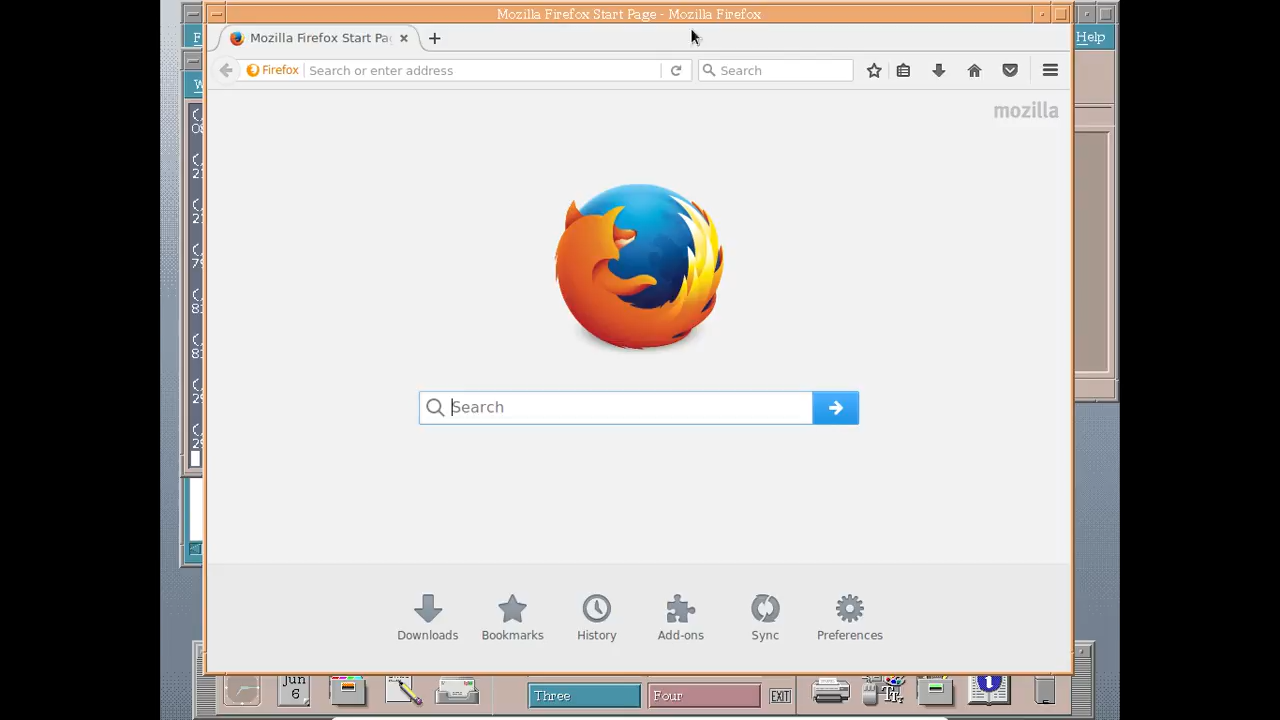 Mozilla Firefox Start Page - Mozilla Firefox
Mozilla Firefox Start Pa
Help
Firefox
Search or enter address
Search
mozilla
Search
Downloads
Bookmarks
History
Add-ons
Sync
Preferences
Jun
6
Three
Four
EXIT